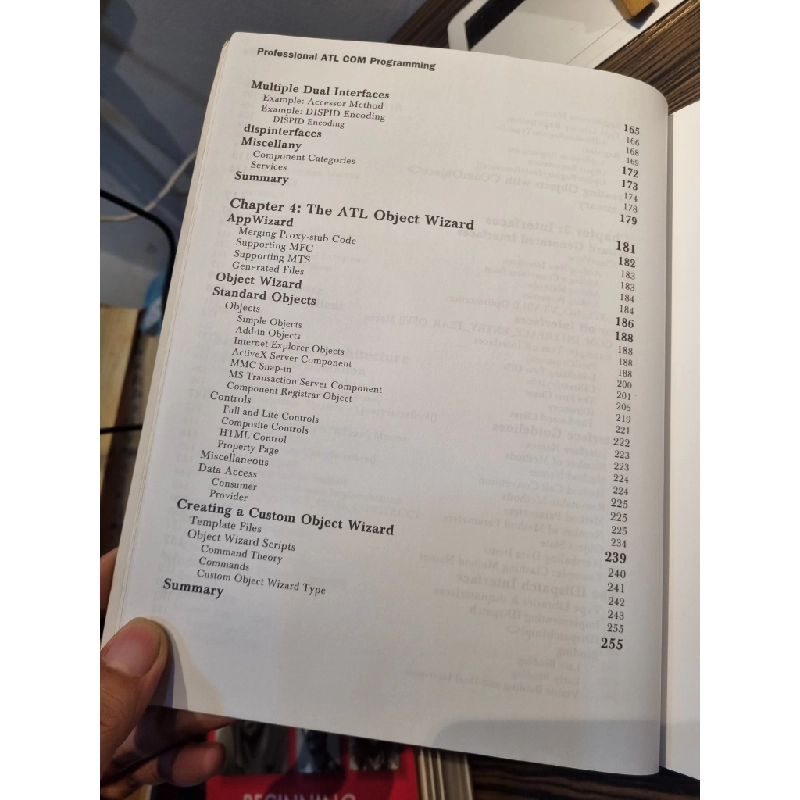 Professional ATL COM Programming
Multiple Dual Interfaces 165
Example: Accessor Method 166
Example: DISPID Encoding 168
DISPID Encoding 169
dispinterfaces 172
Miscellany 173
Component Categories 174
Services 178
Summary 179
Chapter 4: The ATL Object Wizard 181
AppWizard 182
Merging Proxy-stub Code 183
Supporting MFC 183
Supporting MTS 184
Generated Files 184
Object Wizard 186
Standard Objects 188
Objects 188
Simple Objects 188
Add-in Objects 188
Internet Explorer Objects 200
ActiveX Server Component 201
MMC Snap-in 205
MS Transaction Server Component 210
Component Registrar Object 221
Controls 222
Full and Lite Controls 223
Composite Controls 223
HTML Control 224
Property Page 224
Miscellaneous 225
Data Access 225
Consumer 225
Provider 234
Creating a Custom Object Wizard 239
Template Files 240
Object Wizard Scripts 241
Command Theory 242
Commands 243
Custom Object Wizard Type 255
Summary 255
BEGINNING